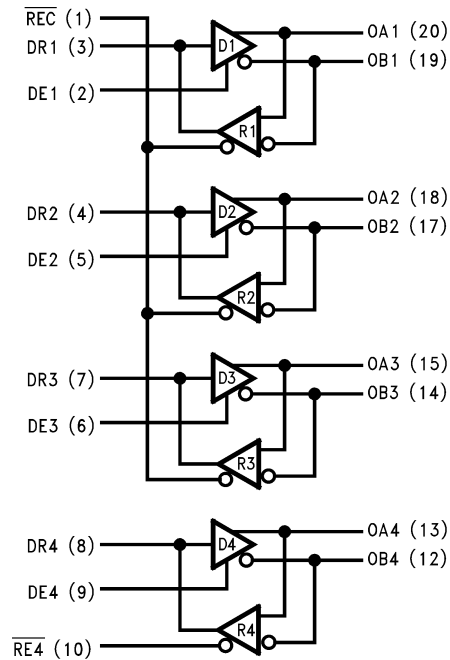 R̅E̅C̅ (1)
DR1 (3)
D1
OA1 (20)
OB1 (19)
DE1 (2)
R1
DR2 (4)
D2
OA2 (18)
OB2 (17)
DE2 (5)
R2
DR3 (7)
D3
OA3 (15)
OB3 (14)
DE3 (6)
R3
DR4 (8)
D4
OA4 (13)
OB4 (12)
DE4 (9)
R4
R̅E̅4̅ (10)